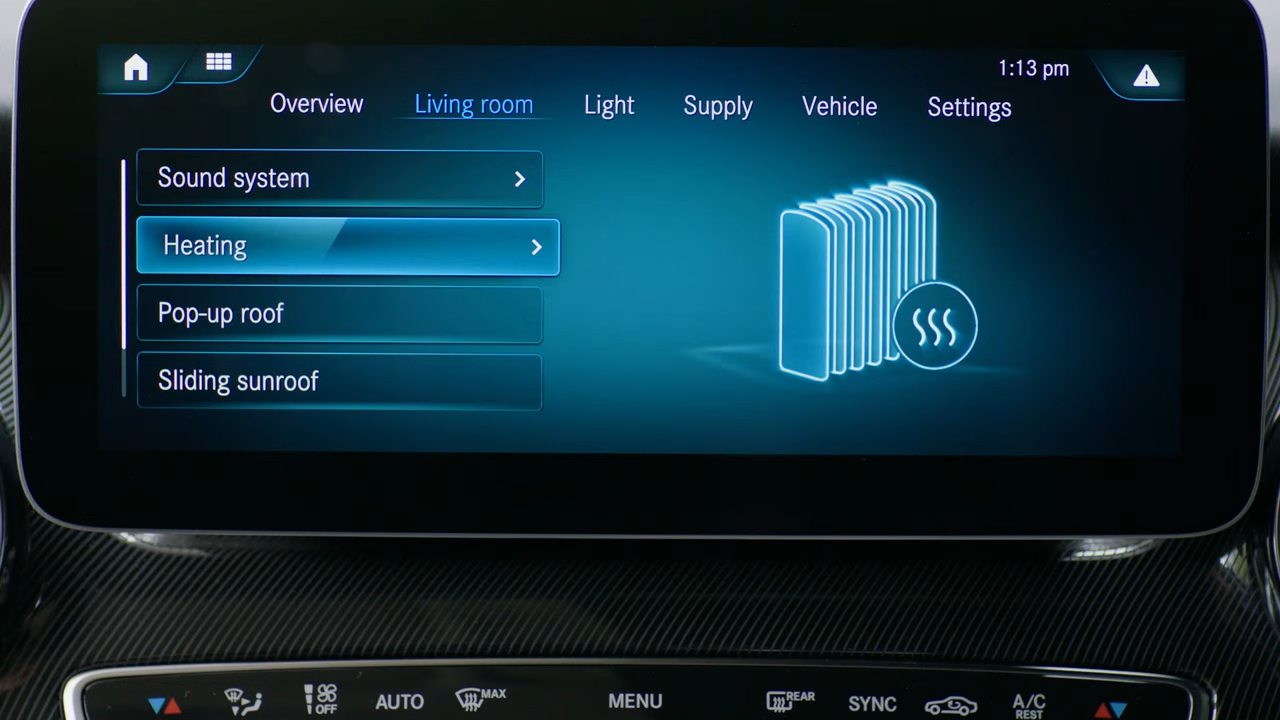 1:13 pm
Overview Living room Light Supply Vehicle Settings
Sound system
Heating
Pop-up roof
Sliding sunroof
OFF AUTO MAX MENU REAR SYNC A/C
REST